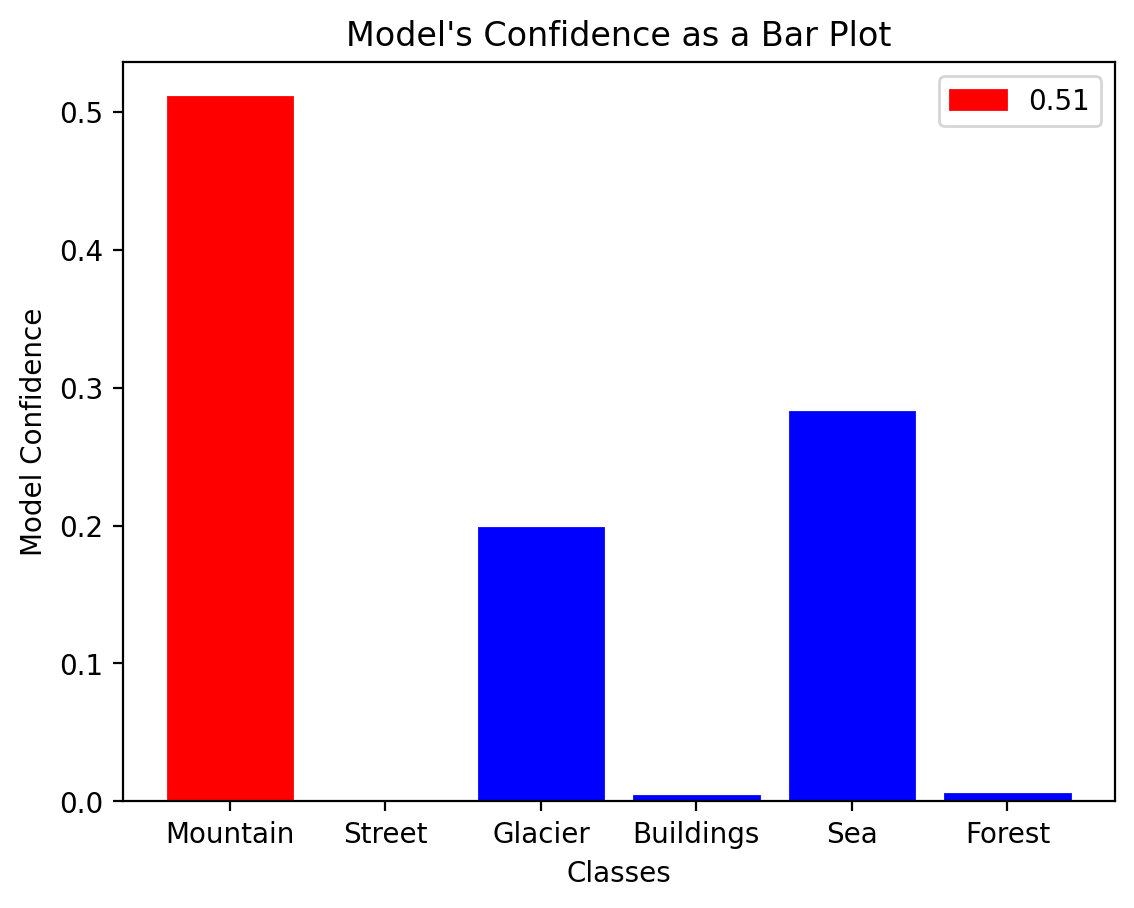 Model's Confidence as a Bar Plot
0.51
Model Confidence
0.5
0.4
0.3
0.2
0.1
0.0
Mountain Street Glacier Buildings Sea Forest
Classes